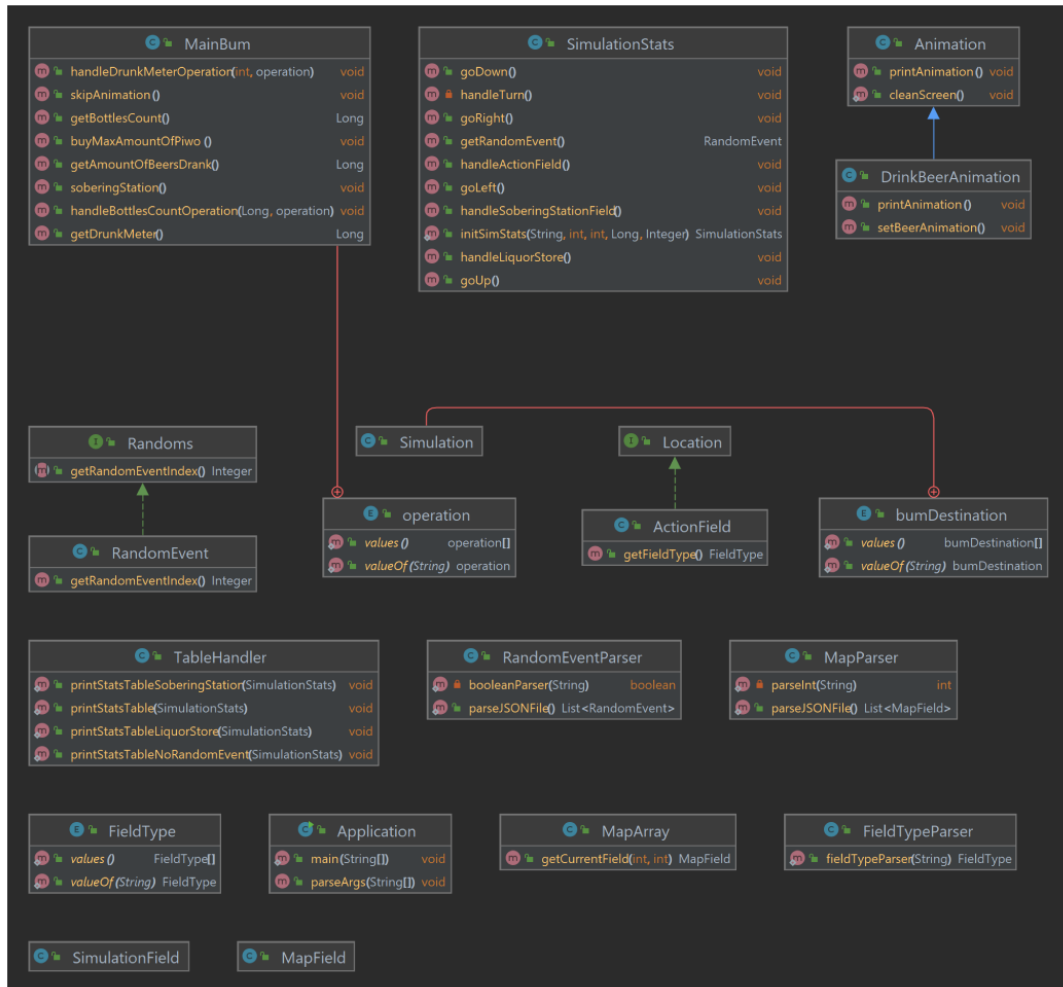 MainBum
handleDrunkMeterOperation(int, operation) void
skipAnimation() void
getBottlesCount() Long
buyMaxAmountOfPiwo () void
getAmountOfBeersDrank() Long
soberingStation() void
handleBottlesCountOperation(Long, operation) void
getDrunkMeter() Long
SimulationStats
goDown() void
handleTurn() void
goRight() void
getRandomEvent() RandomEvent
handleActionField() void
goLeft() void
handleSoberingStationField() void
initSimStats(String, int, int, Long, Integer) SimulationStats
handleLiquorStore() void
goUp() void
Animation
printAnimation() void
cleanScreen() void
DrinkBeerAnimation
printAnimation() void
setBeerAnimation() void
Randoms
getRandomEventIndex() Integer
RandomEvent
getRandomEventIndex() Integer
Simulation
operation
values () operation[]
valueOf (String) operation
Location
ActionField
getFieldType() FieldType
bumDestination
values () bumDestination[]
valueOf (String) bumDestination
TableHandler
printStatsTableSoberingStation(SimulationStats) void
printStatsTable(SimulationStats) void
printStatsTableLiquorStore(SimulationStats) void
printStatsTableNoRandomEvent(SimulationStats) void
RandomEventParser
booleanParser(String) boolean
parseJSONFile() List<RandomEvent>
MapParser
parseInt(String) int
parseJSONFile() List<MapField>
FieldType
values () FieldType[]
valueOf (String) FieldType
Application
main(String[]) void
parseArgs(String[]) void
MapArray
getCurrentField(int, int) MapField
FieldTypeParser
fieldTypeParser(String) FieldType
SimulationField
MapField